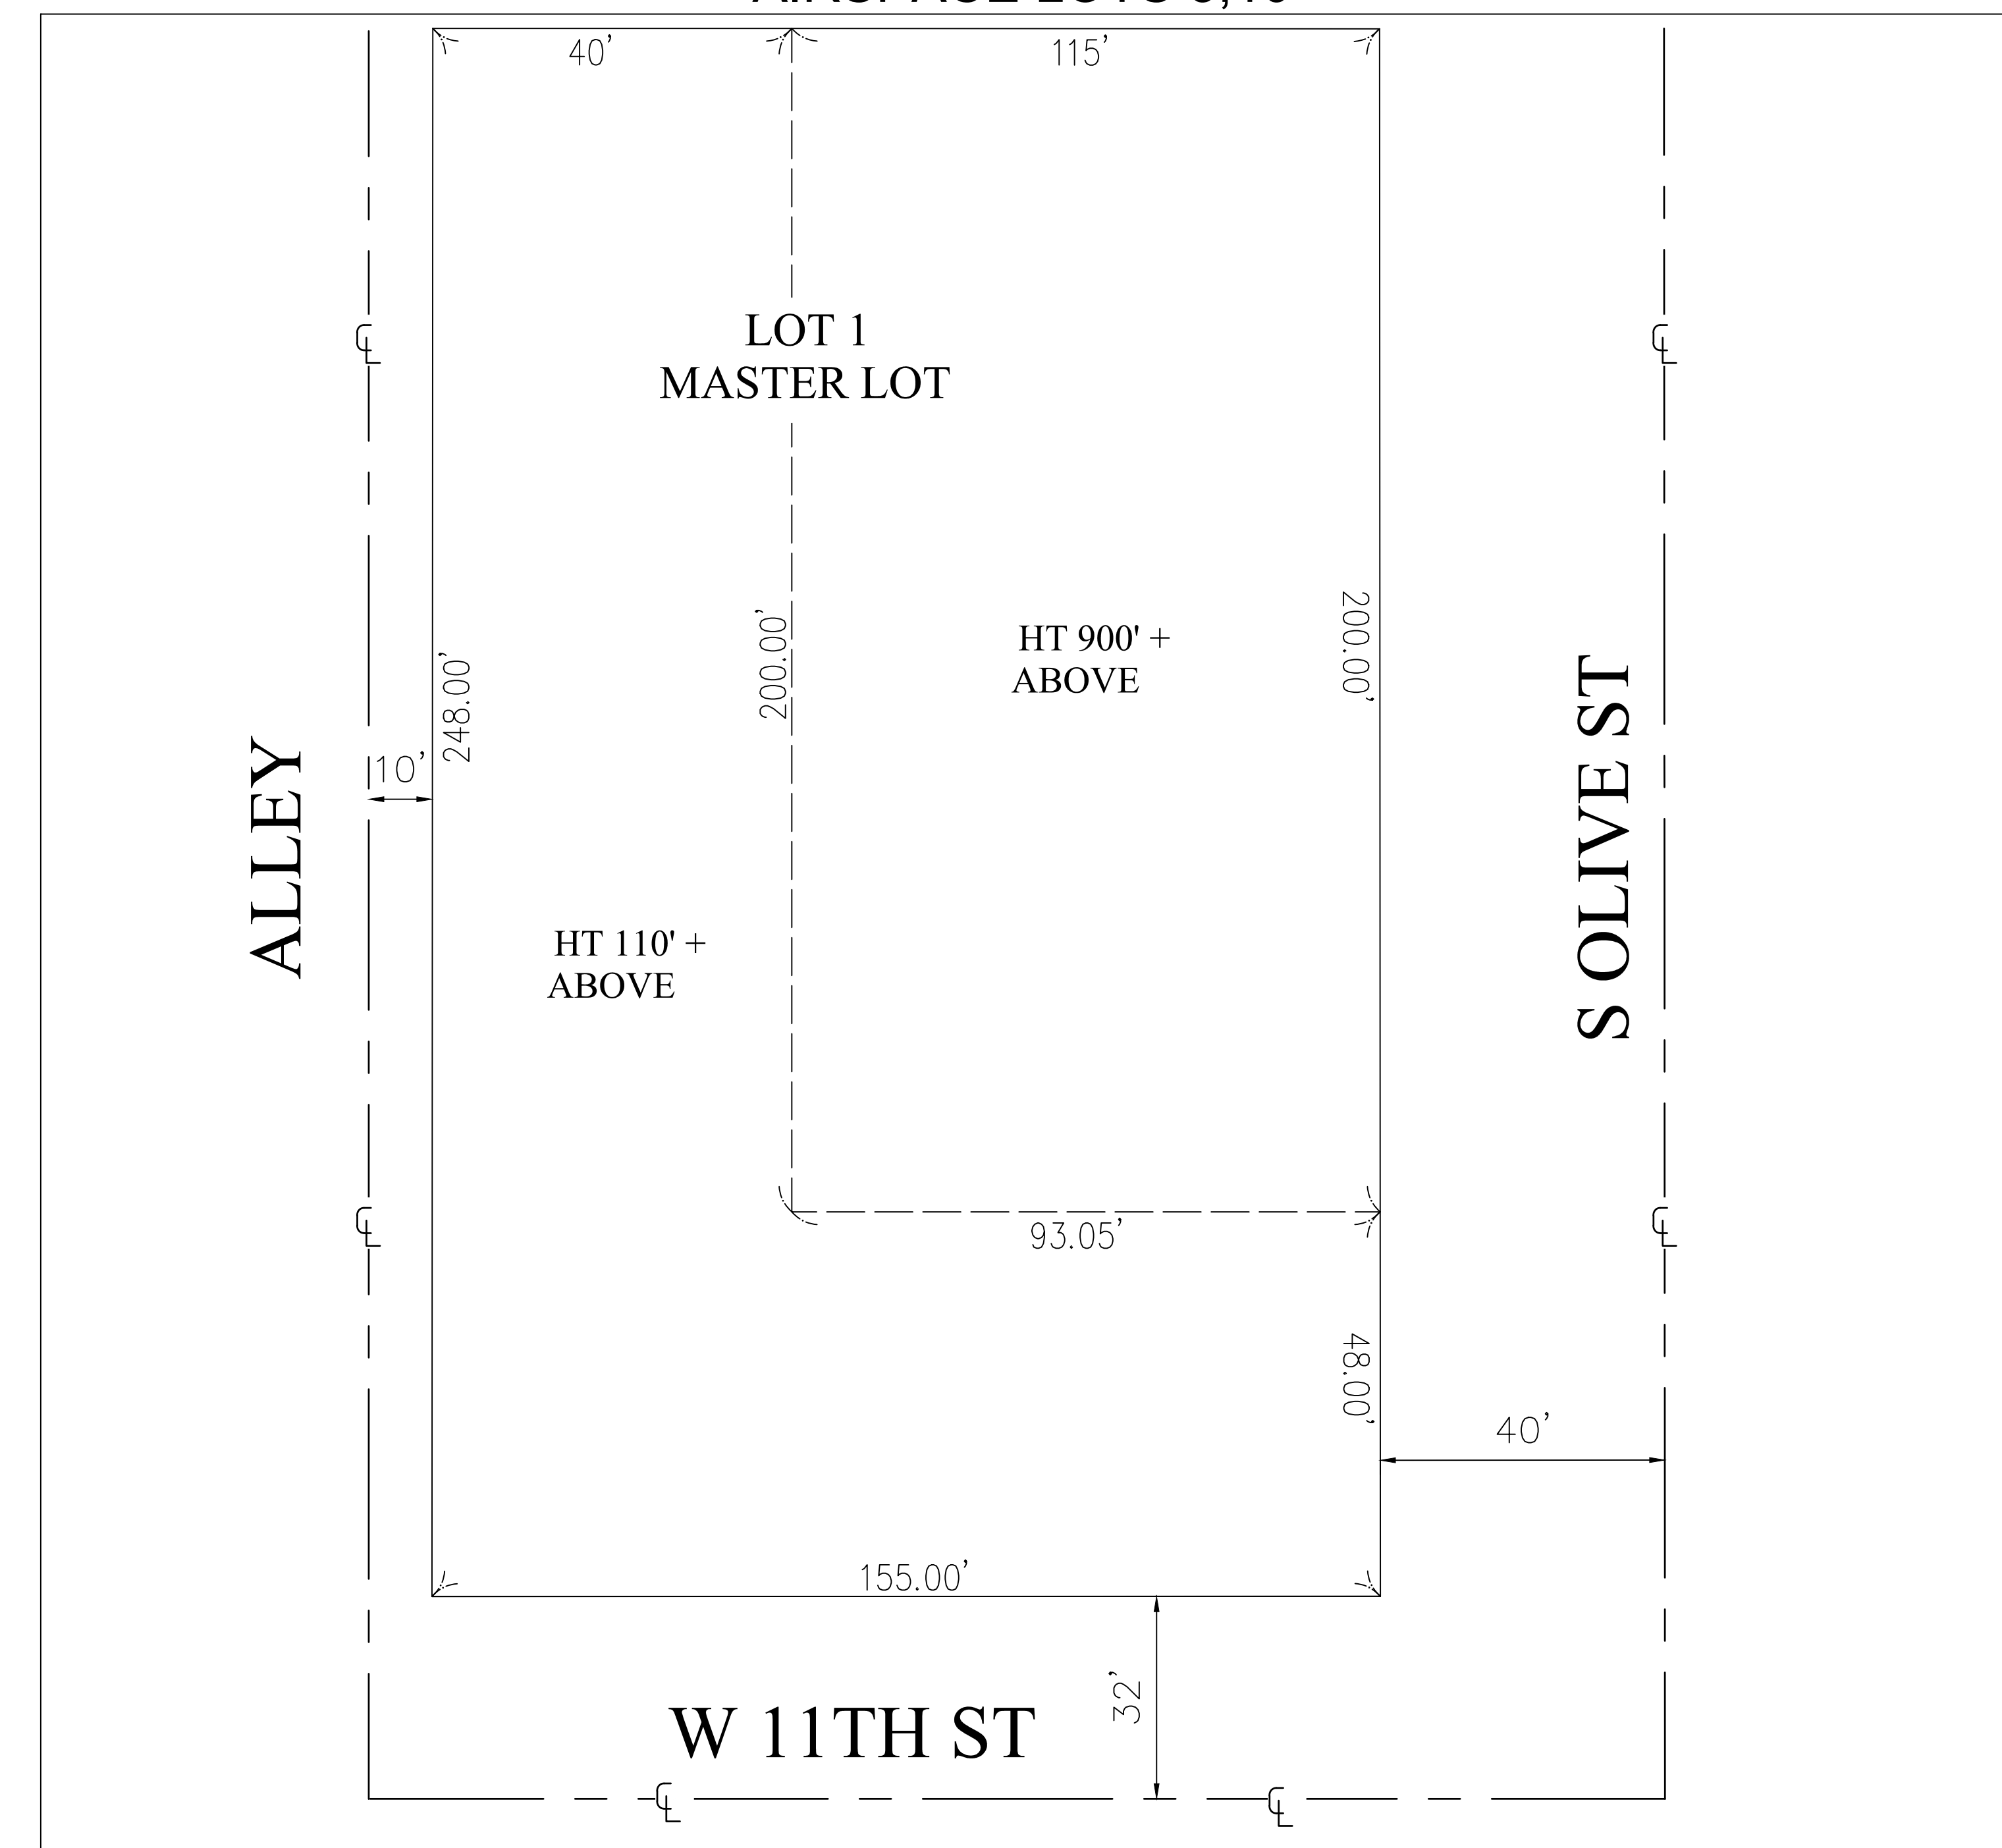 40'
115'
LOT 1
MASTER LOT
HT 900' +
ABOVE
200.00'
200.00'
248.00'
10'
ALLEY
S OLIVE ST
HT 110' +
ABOVE
93.05'
48.00'
40'
155.00'
32'
W 11TH ST